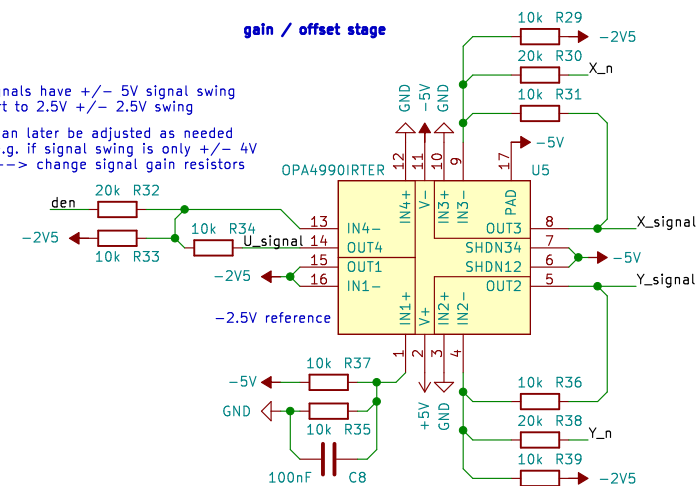 gain / offset stage
10k R29
-2V5
20k R30
X_n
10k R31
gnals have +/- 5V signal swing
rt to 2.5V +/- 2.5V swing
an later be adjusted as needed
.g. if signal swing is only +/- 4V
--> change signal gain resistors
GND
-5V
GND
12
11
10
9
17
-5V
OPA4990IRTER
U5
den
20k R32
-2V5
10k R33
10k R34
U_signal
13
14
15
16
IN4-
OUT4
OUT1
IN1-
IN4+
V-
IN3+
IN3-
PAD
OUT3
SHDN34
SHDN12
OUT2
8
7
6
5
X_signal
-5V
Y_signal
-2V5
-2.5V reference
IN1+
V+
IN2+
IN2-
1
2
3
4
10k R37
-5V
GND
10k R35
100nF C8
+5V
GND
10k R36
20k R38
Y_n
10k R39
-2V5